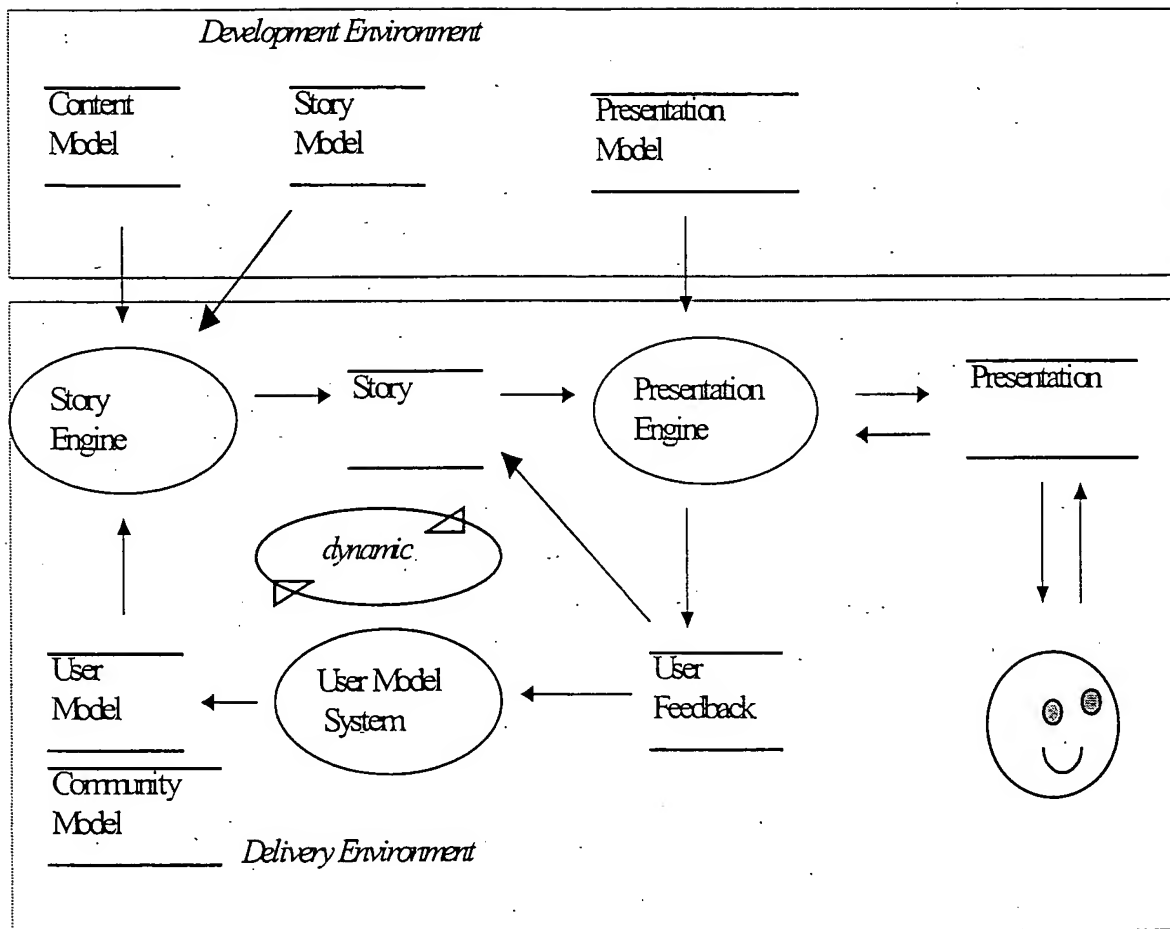 Development Environment
Content
Model
Story
Model
Presentation
Model
Story
Engine
Story
Presentation
Engine
Presentation
dynamic
User
Model
User Model
System
User
Feedback
Community
Model
Delivery Environment